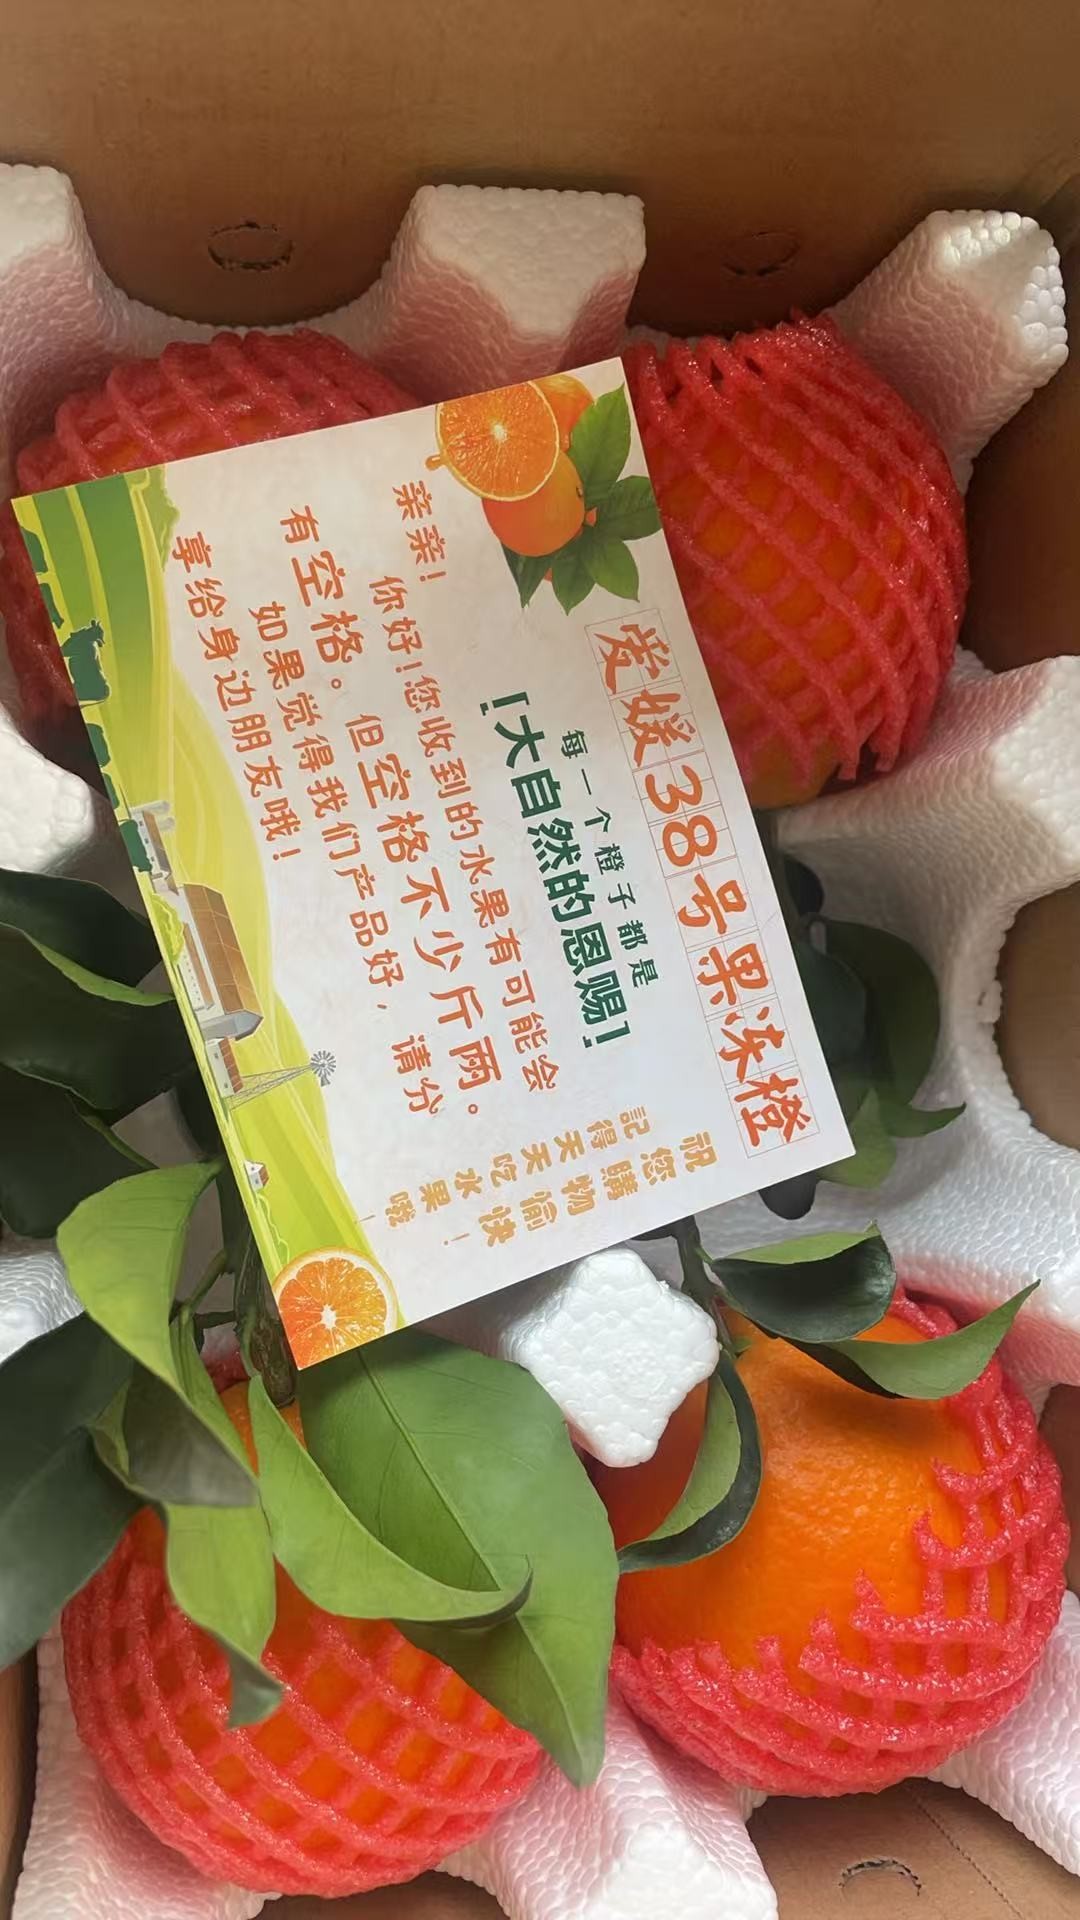 爱媛38号果冻橙
每一个橙子都是
[大自然的恩赐]
亲亲!
你好!您收到的水果有可能会
有空格。但空格不少斤两。
如果觉得我们产品好,请分
享给身边朋友哦!
祝您購物愉快!
記得天天吃水果哦!